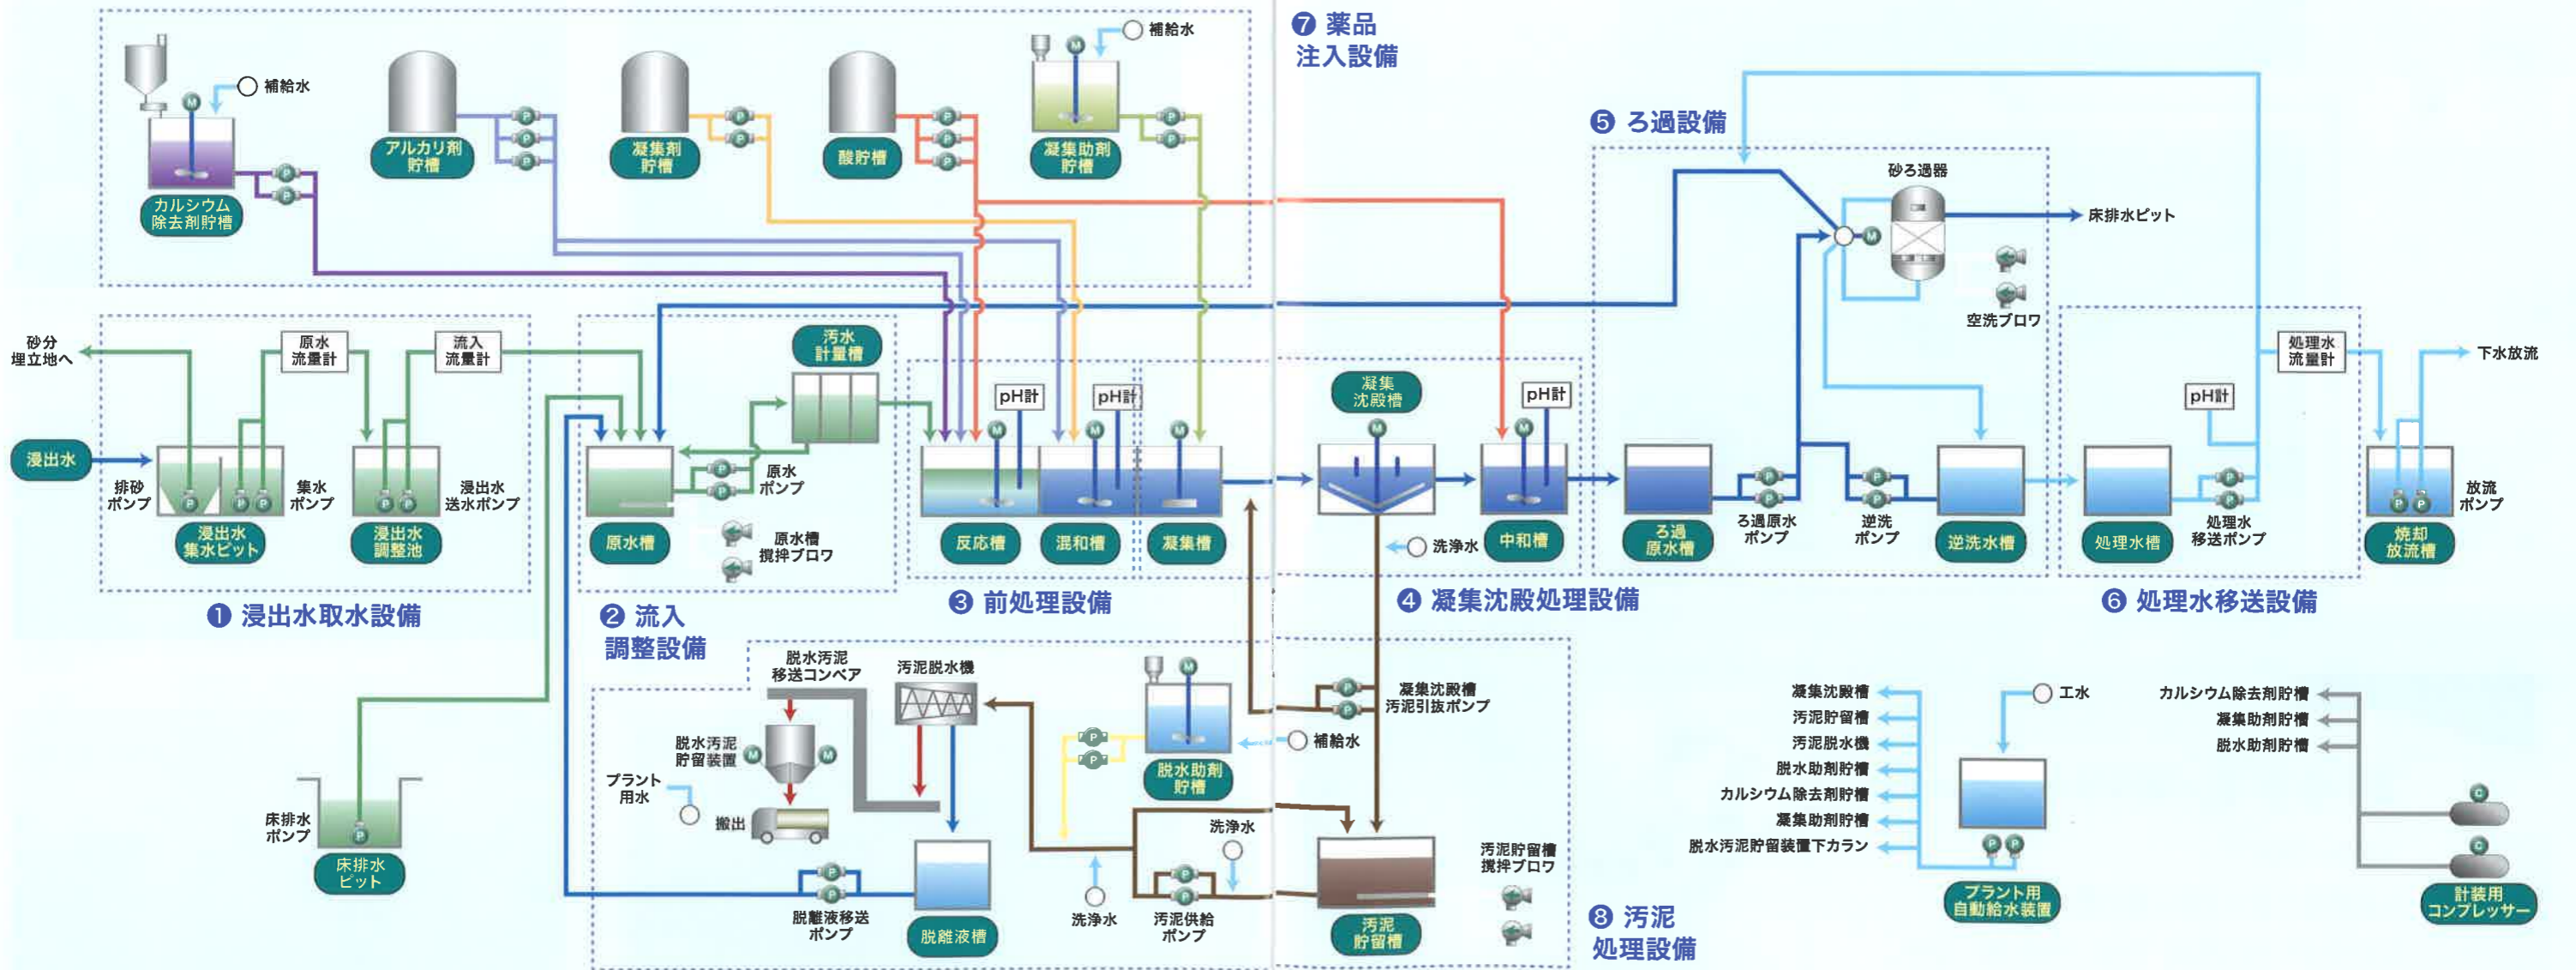 ❼ 薬品
注入設備
補給水
カルシウム
除去剤貯槽
M
P
P
アルカリ剤
貯槽
P
P
P
凝集剤
貯槽
P
P
酸貯槽
P
P
P
補給水
M
凝集助剤
貯槽
P
P
砂分
埋立地へ
浸出水
排砂
ポンプ
P
原水
流量計
集水
ポンプ
P
P
浸出水
集水ピット
流入
流量計
浸出水
送水ポンプ
P
P
浸出水
調整池
❶ 浸出水取水設備
汚水
計量槽
原水
ポンプ
P
P
原水槽
原水槽
撹拌ブロワ
❷ 流入
調整設備
pH計
M
反応槽
pH計
M
混和槽
M
凝集槽
❸ 前処理設備
凝集
沈殿槽
M
洗浄水
pH計
M
中和槽
❹ 凝集沈殿処理設備
❺ ろ過設備
砂ろ過器
M
床排水ピット
空洗ブロワ
ろ過
原水槽
P
P
ろ過原水
ポンプ
P
P
逆洗
ポンプ
逆洗水槽
処理水槽
pH計
P
P
処理水
移送ポンプ
処理水
流量計
下水放流
P
P
放流
ポンプ
焼却
放流槽
❻ 処理水移送設備
床排水
ポンプ
P
床排水
ピット
脱水汚泥
移送コンベア
汚泥脱水機
脱水汚泥
貯留装置
M
M
プラント
用水
搬出
P
P
脱離液移送
ポンプ
脱離液槽
M
P
P
補給水
脱水助剤
貯槽
洗浄水
洗浄水
P
P
汚泥供給
ポンプ
P
P
凝集沈殿槽
汚泥引抜ポンプ
汚泥
貯留槽
汚泥貯留槽
撹拌ブロワ
❽ 汚泥
処理設備
凝集沈殿槽
汚泥貯留槽
汚泥脱水機
脱水助剤貯槽
カルシウム除去剤貯槽
凝集助剤貯槽
脱水汚泥貯留装置下カラン
工水
P
P
プラント用
自動給水装置
カルシウム除去剤貯槽
凝集助剤貯槽
脱水助剤貯槽
C
C
計装用
コンプレッサー